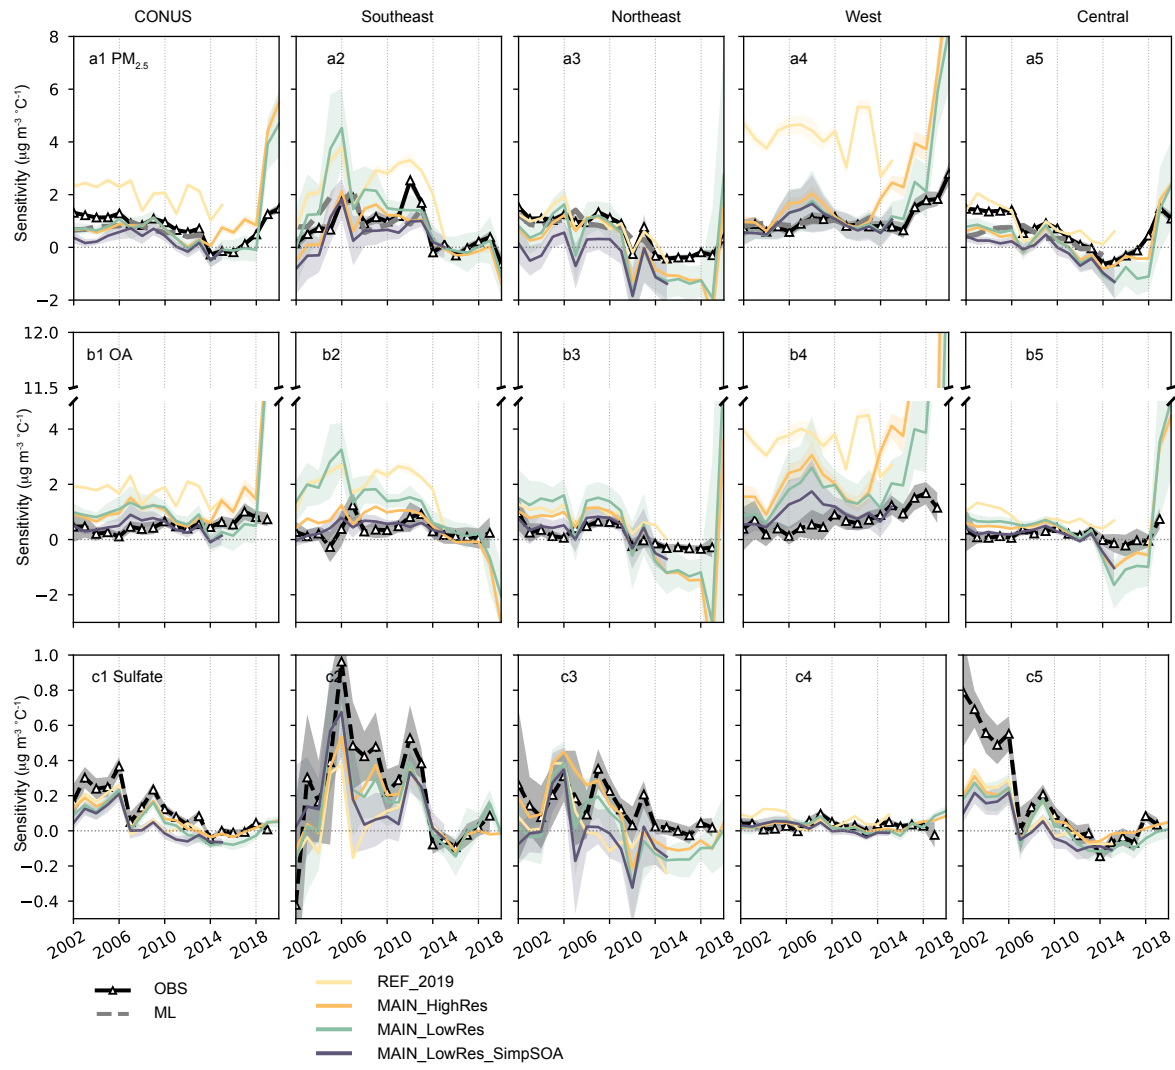 CONUS Southeast Northeast West Central
Sensitivity (µg m⁻³ °C⁻¹)
8
6
4
2
0
−2
a1 PM2.5
a2
a3
a4
a5
Sensitivity (µg m⁻³ °C⁻¹)
12.0
11.5
4
2
0
−2
b1 OA
b2
b3
b4
b5
Sensitivity (µg m⁻³ °C⁻¹)
1.0
0.8
0.6
0.4
0.2
0.0
−0.2
−0.4
c1 Sulfate
c3
c4
c5
2002 2006 2010 2014 2018
2002 2006 2010 2014 2018
2002 2006 2010 2014 2018
2002 2006 2010 2014 2018
2002 2006 2010 2014 2018
OBS
ML
REF_2019
MAIN_HighRes
MAIN_LowRes
MAIN_LowRes_SimpSOA